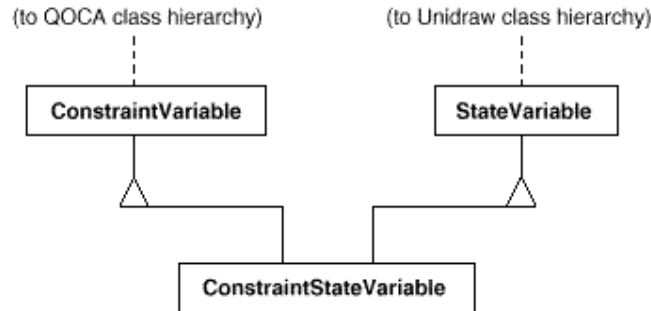 (to QOCA class hierarchy)
(to Unidraw class hierarchy)
ConstraintVariable
StateVariable
ConstraintStateVariable